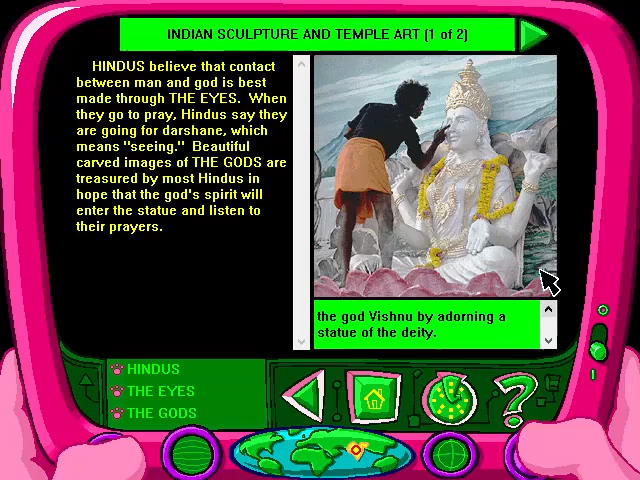 INDIAN SCULPTURE AND TEMPLE ART (1 of 2)
HINDUS believe that contact
between man and god is best
made through THE EYES.  When
they go to pray, Hindus say they
are going for darshane, which
means "seeing."  Beautiful
carved images of THE GODS are
treasured by most Hindus in
hope that the god's spirit will
enter the statue and listen to
their prayers.
the god Vishnu by adorning a
statue of the deity.
HINDUS
THE EYES
THE GODS
?